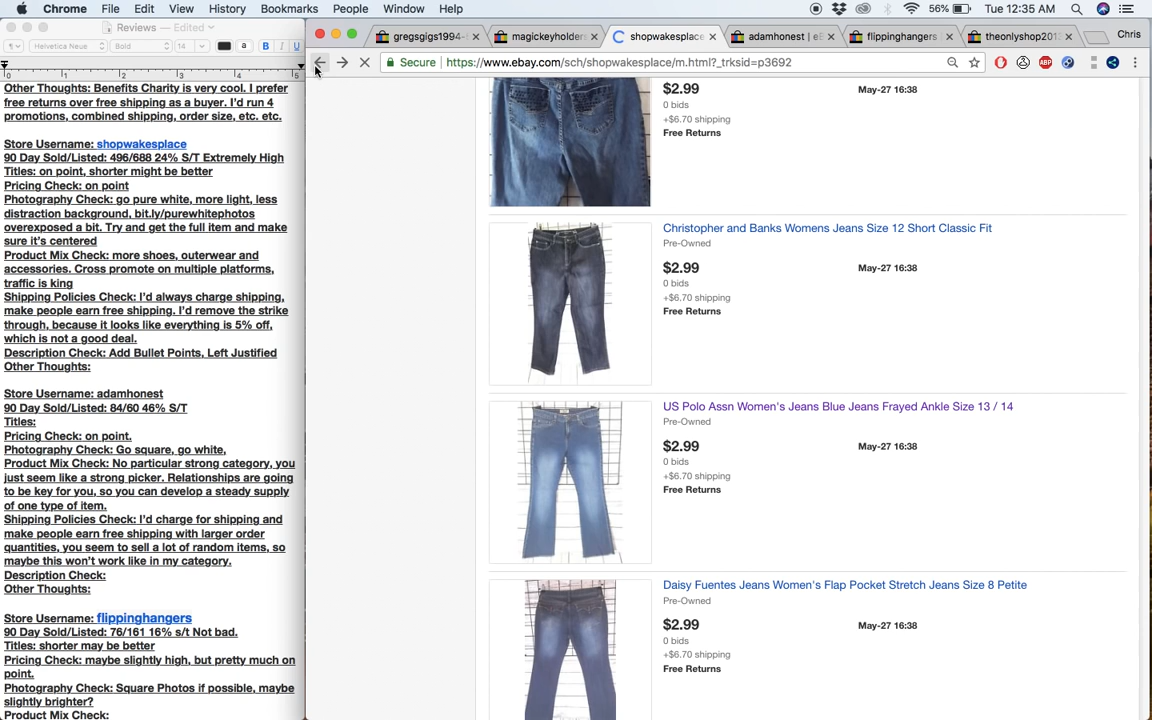 Chrome File Edit View History Bookmarks People Window Help 56% Tue 12:35 AM
Reviews — Edited
Helvetica Neue Bold 14 B I U
0 1 2 3 4 5
Other Thoughts: Benefits Charity is very cool. I prefer
free returns over free shipping as a buyer. I'd run 4
promotions, combined shipping, order size, etc. etc.
Store Username: shopwakesplace
90 Day Sold/Listed: 496/688 24% S/T Extremely High
Titles: on point, shorter might be better
Pricing Check: on point
Photography Check: go pure white, more light, less
distraction background, bit.ly/purewhitephotos
overexposed a bit. Try and get the full item and make
sure it's centered
Product Mix Check: more shoes, outerwear and
accessories. Cross promote on multiple platforms,
traffic is king
Shipping Policies Check: I'd always charge shipping,
make people earn free shipping. I'd remove the strike
through, because it looks like everything is 5% off,
which is not a good deal.
Description Check: Add Bullet Points, Left Justified
Other Thoughts:
Store Username: adamhonest
90 Day Sold/Listed: 84/60 46% S/T
Titles:
Pricing Check: on point.
Photography Check: Go square, go white,
Product Mix Check: No particular strong category, you
just seem like a strong picker. Relationships are going
to be key for you, so you can develop a steady supply
of one type of item.
Shipping Policies Check: I'd charge for shipping and
make people earn free shipping with larger order
quantities, you seem to sell a lot of random items, so
maybe this won't work like in my category.
Description Check:
Other Thoughts:
Store Username: flippinghangers
90 Day Sold/Listed: 76/161 16% s/t Not bad.
Titles: shorter may be better
Pricing Check: maybe slightly high, but pretty much on
point.
Photography Check: Square Photos if possible, maybe
slightly brighter?
Product Mix Check:
gregsgigs1994- magickeyholders shopwakesplace adamhonest | eB flippinghangers theonlyshop201 Chris
Secure https://www.ebay.com/sch/shopwakesplace/m.html?_trksid=p3692
$2.99 May-27 16:38
0 bids
+$6.70 shipping
Free Returns
Christopher and Banks Womens Jeans Size 12 Short Classic Fit
Pre-Owned
$2.99 May-27 16:38
0 bids
+$6.70 shipping
Free Returns
US Polo Assn Women's Jeans Blue Jeans Frayed Ankle Size 13 / 14
Pre-Owned
$2.99 May-27 16:38
0 bids
+$6.70 shipping
Free Returns
Daisy Fuentes Jeans Women's Flap Pocket Stretch Jeans Size 8 Petite
Pre-Owned
$2.99 May-27 16:38
0 bids
+$6.70 shipping
Free Returns